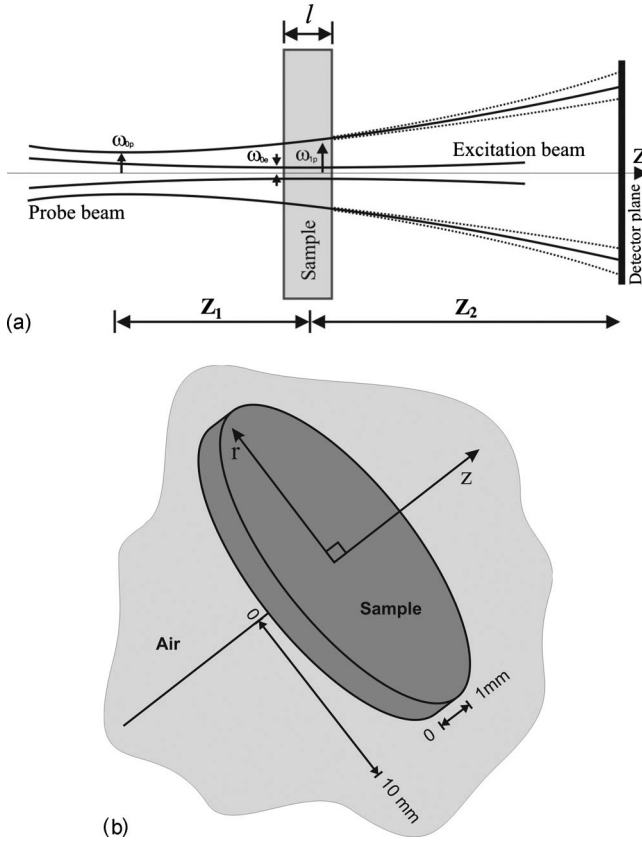 l
ω₀ₚ
ω₀ₑ
ω₁ₚ
Excitation beam
Z
Probe beam
Sample
Detector plane
Z₁
Z₂
(a)
r
z
Sample
Air
0
0
1mm
10 mm
(b)